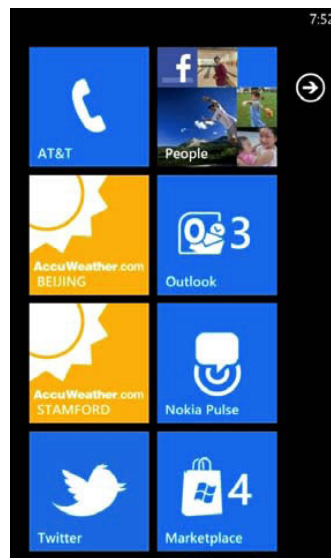 7:52
AT&T
People
AccuWeather.com
BEIJING
3
Outlook
AccuWeather.com
STAMFORD
Nokia Pulse
Twitter
4
Marketplace